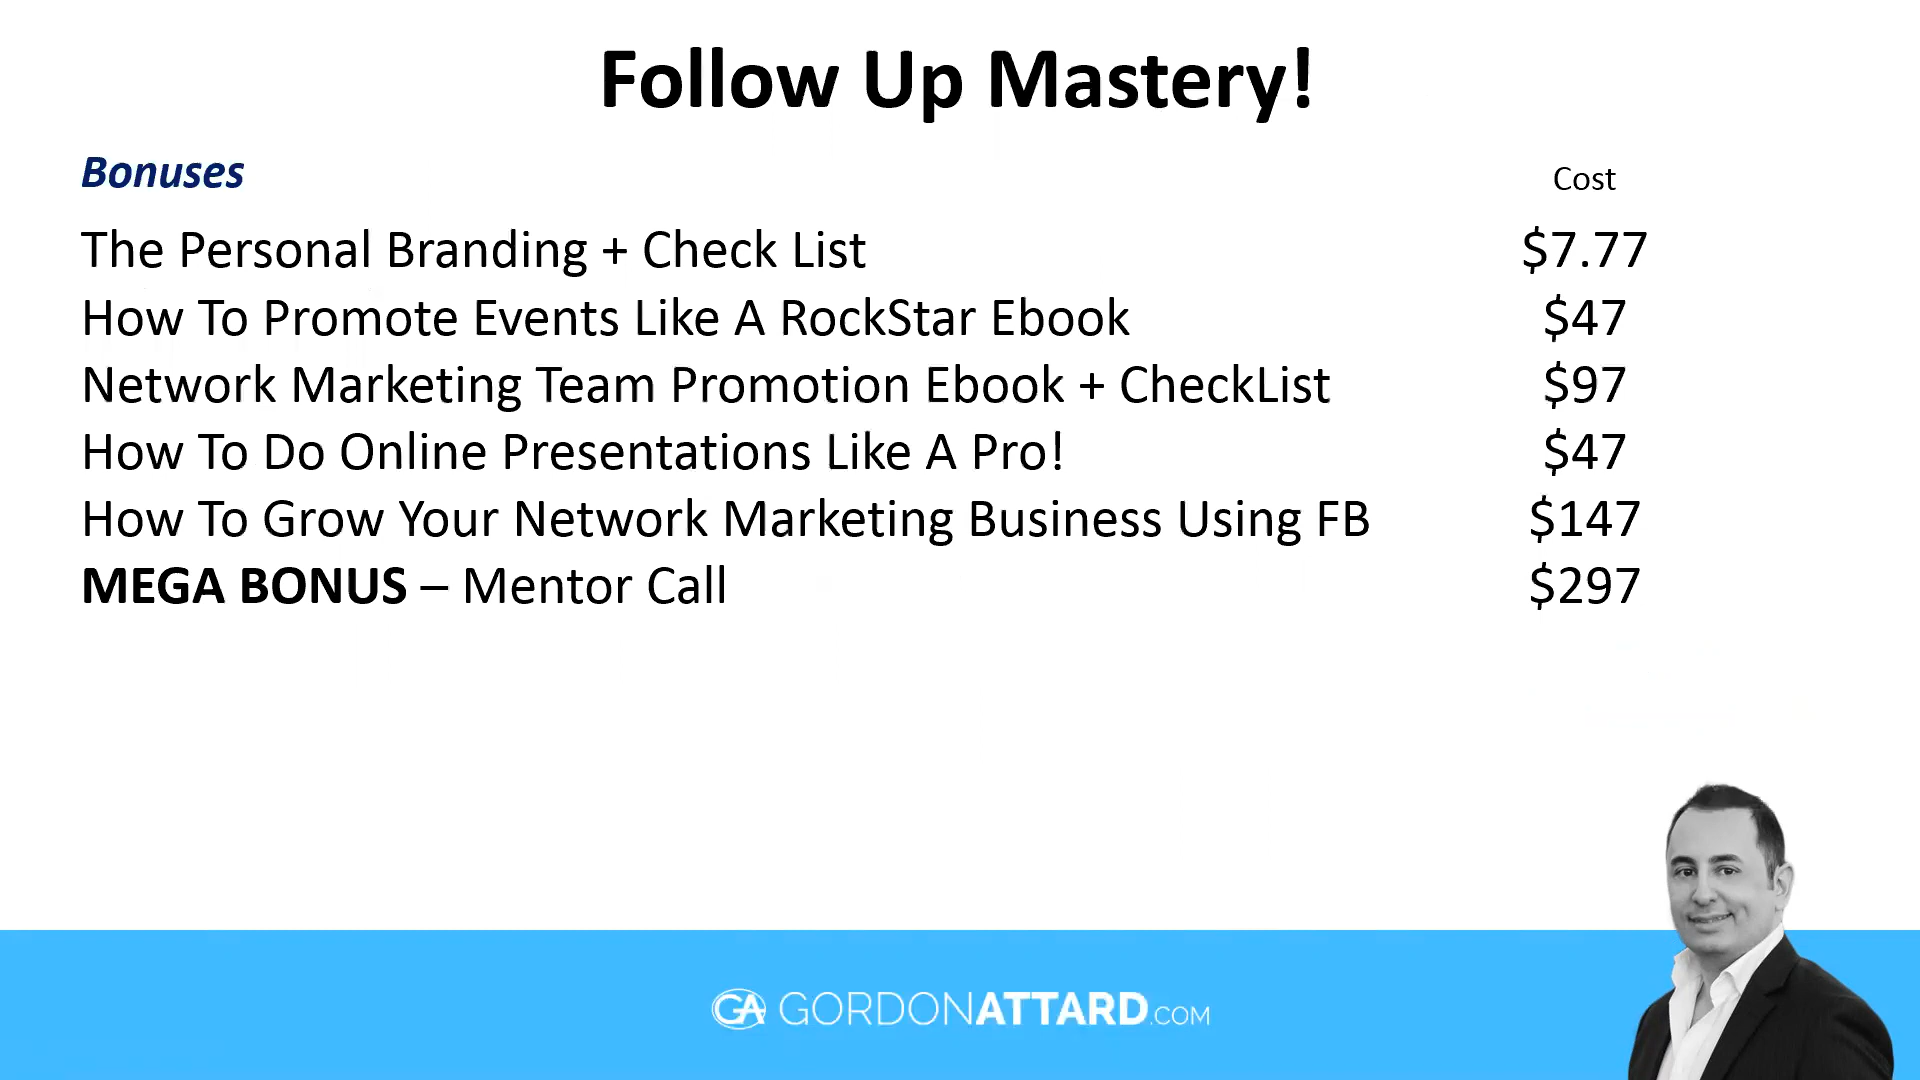 Follow Up Mastery!
Bonuses Cost
The Personal Branding + Check List $7.77
How To Promote Events Like A RockStar Ebook $47
Network Marketing Team Promotion Ebook + CheckList $97
How To Do Online Presentations Like A Pro! $47
How To Grow Your Network Marketing Business Using FB $147
MEGA BONUS – Mentor Call $297
GA GORDONATTARD.COM